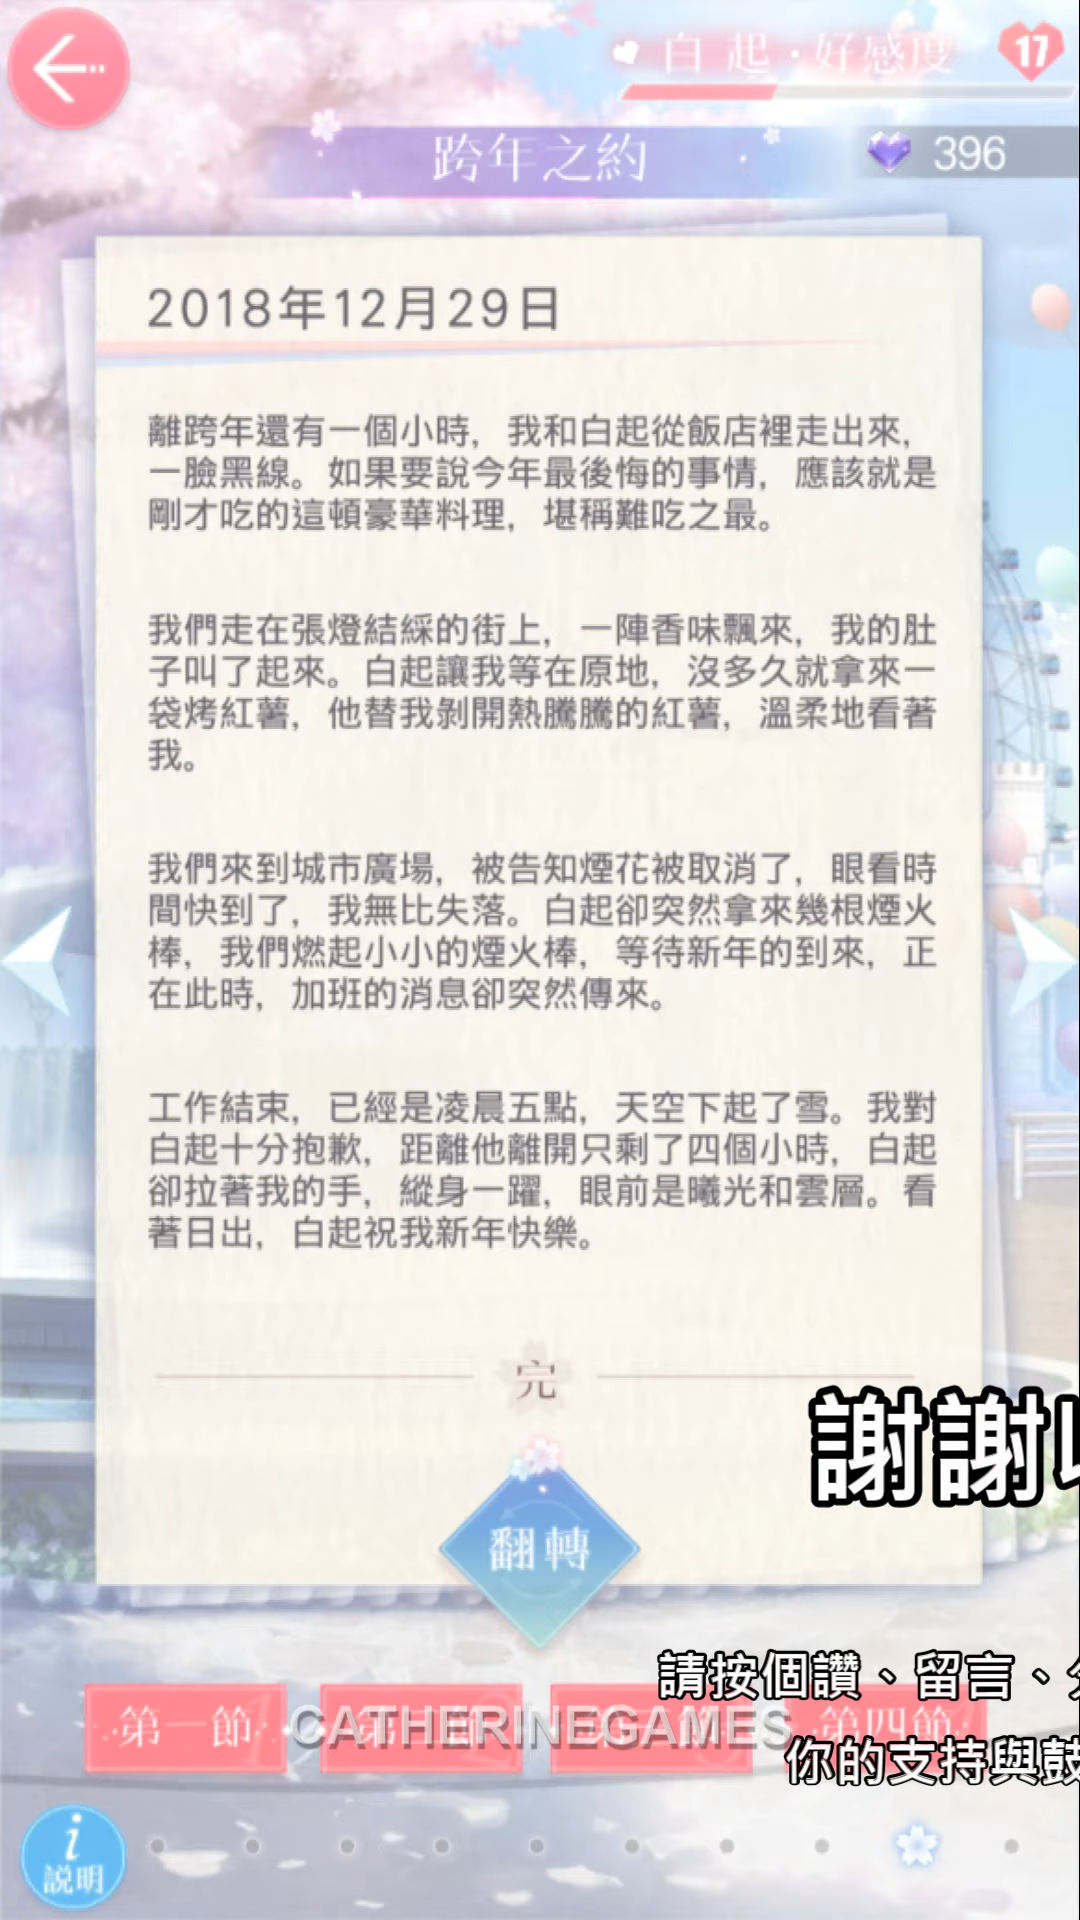 白起·好感度
17
跨年之約
396
2018年12月29日
離跨年還有一個小時，我和白起從飯店裡走出來，
一臉黑線。如果要說今年最後悔的事情，應該就是
剛才吃的這頓豪華料理，堪稱難吃之最。
我們走在張燈結綵的街上，一陣香味飄來，我的肚
子叫了起來。白起讓我等在原地，沒多久就拿來一
袋烤紅薯，他替我剝開熱騰騰的紅薯，溫柔地看著
我。
我們來到城市廣場，被告知煙花被取消了，眼看時
間快到了，我無比失落。白起卻突然拿來幾根煙火
棒，我們燃起小小的煙火棒，等待新年的到來，正
在此時，加班的消息卻突然傳來。
工作結束，已經是凌晨五點，天空下起了雪。我對
白起十分抱歉，距離他離開只剩了四個小時，白起
卻拉著我的手，縱身一躍，眼前是曦光和雲層。看
著日出，白起祝我新年快樂。
完
謝謝
翻轉
請按個讚、留言、
第一節
CATHERINEGAMES
第四節
你的支持與鼓
i
說明